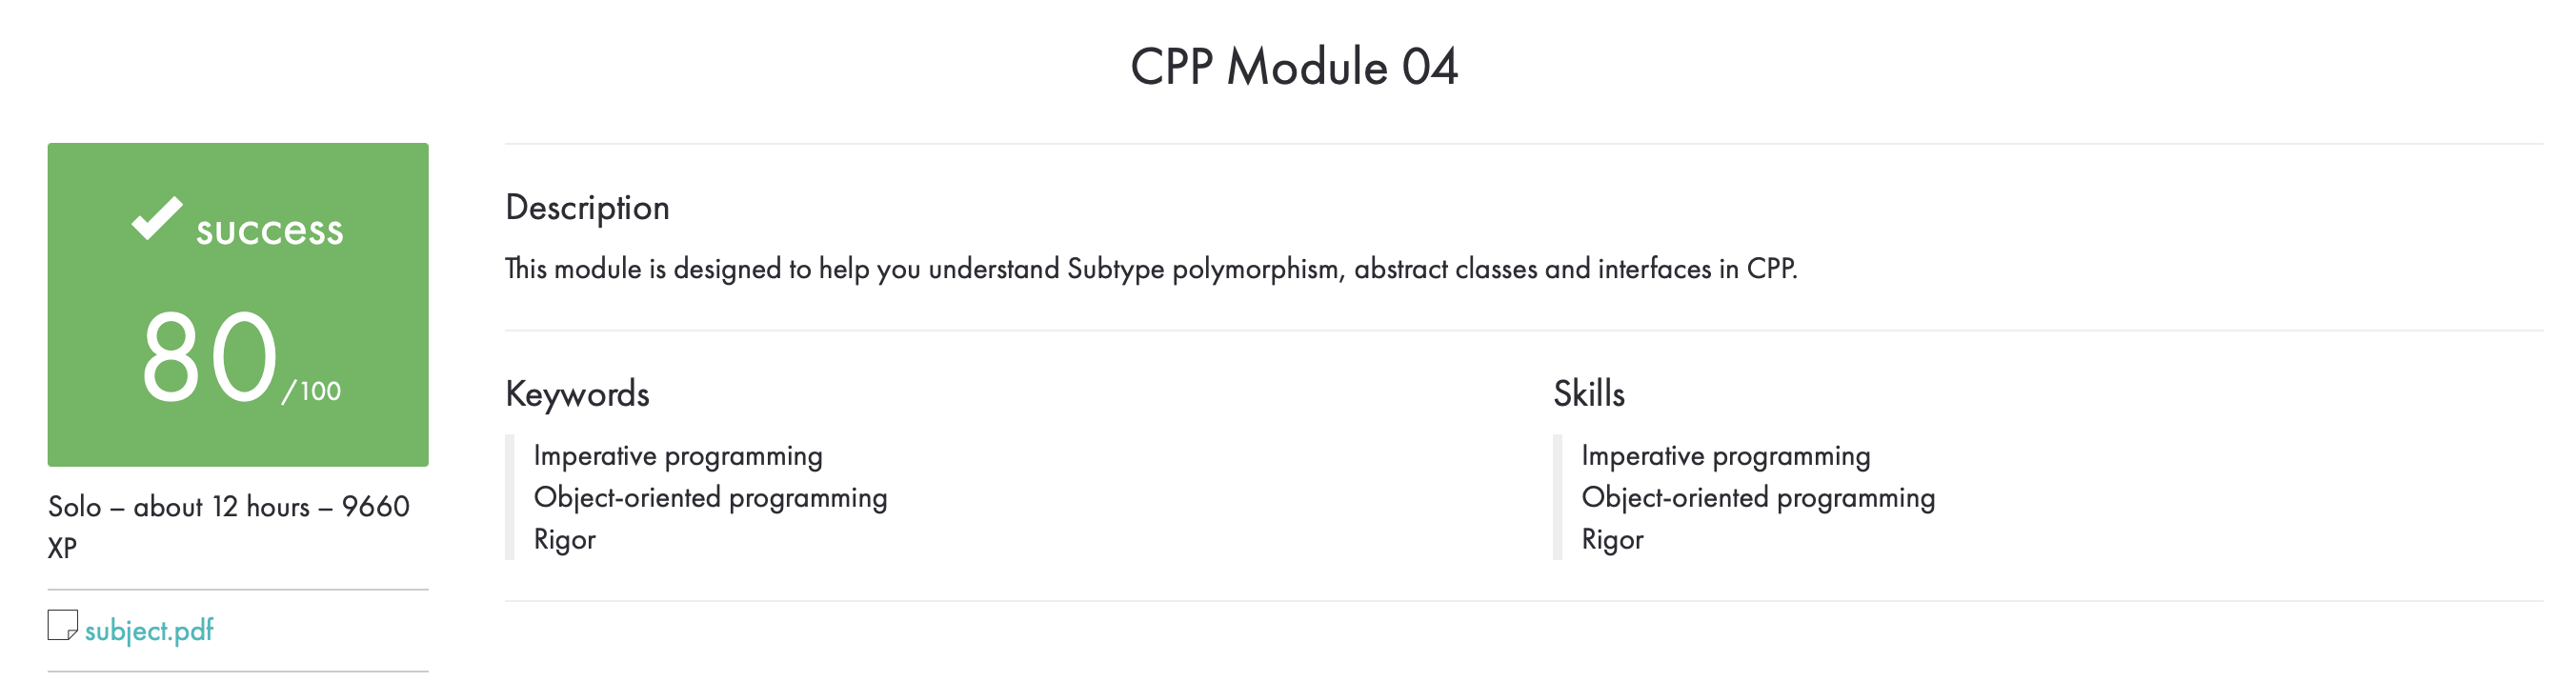 CPP Module 04
success
80/100
Solo – about 12 hours – 9660
XP
subject.pdf
Description
This module is designed to help you understand Subtype polymorphism, abstract classes and interfaces in CPP.
Keywords
Imperative programming
Object-oriented programming
Rigor
Skills
Imperative programming
Object-oriented programming
Rigor